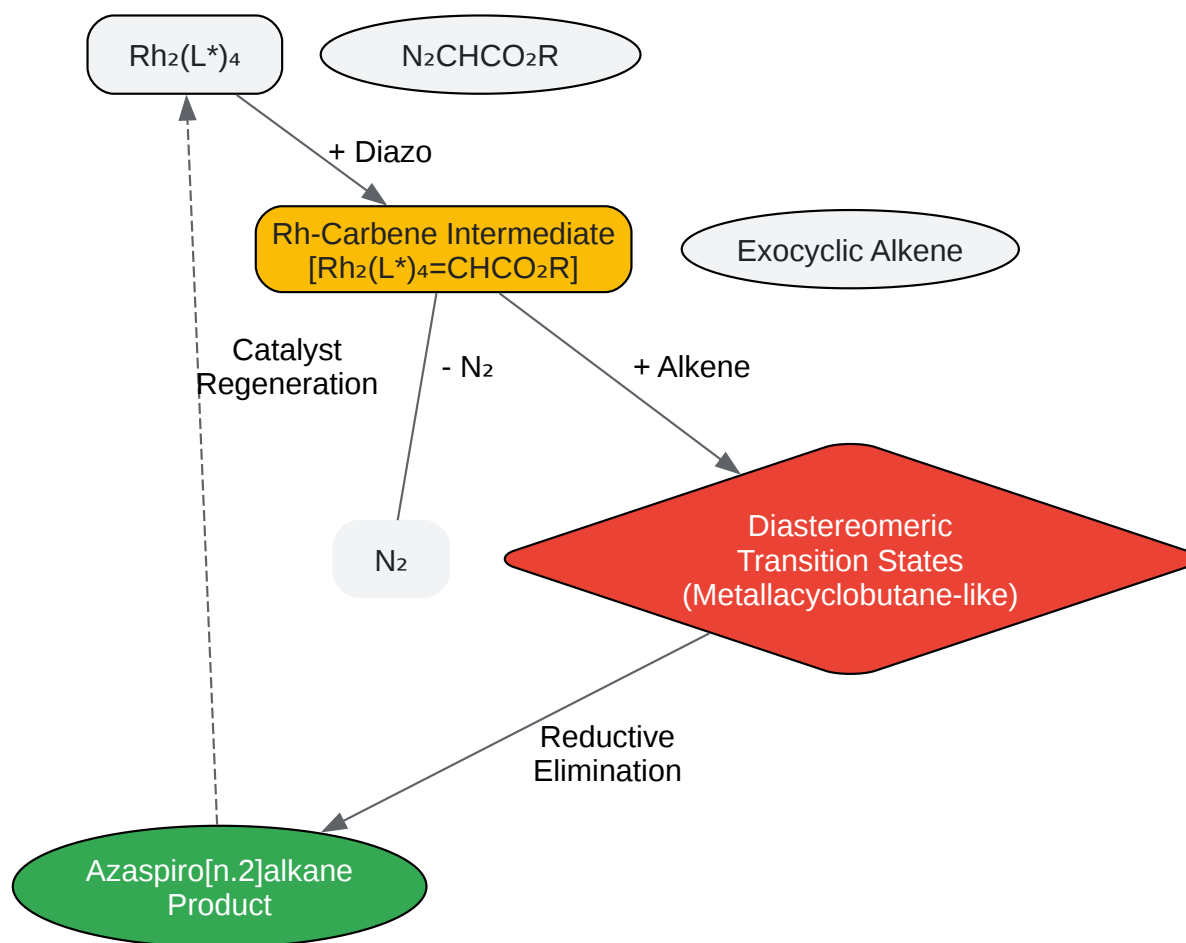 Rh₂(L*)₄
N₂CHCO₂R
+ Diazo
Rh-Carbene Intermediate
[Rh₂(L*)₄=CHCO₂R]
Exocyclic Alkene
Catalyst
Regeneration
- N₂
+ Alkene
N₂
Diastereomeric
Transition States
(Metallacyclobutane-like)
Reductive
Elimination
Azaspiro[n.2]alkane
Product